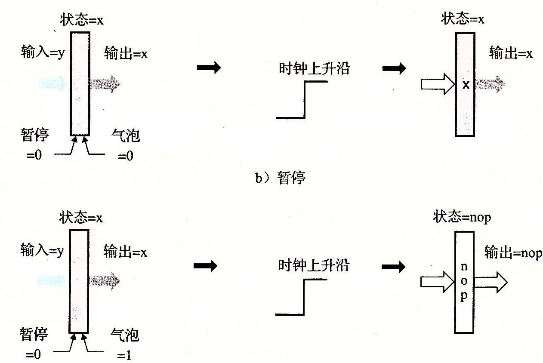 状态=x
状态=x
输入=y
输出=x
输出=x
时钟上升沿
x
暂停
=0
气泡
=0
b）暂停
状态=x
状态=nop
输入=y
输出=x
输出=nop
时钟上升沿
n
o
p
暂停
=0
气泡
=1